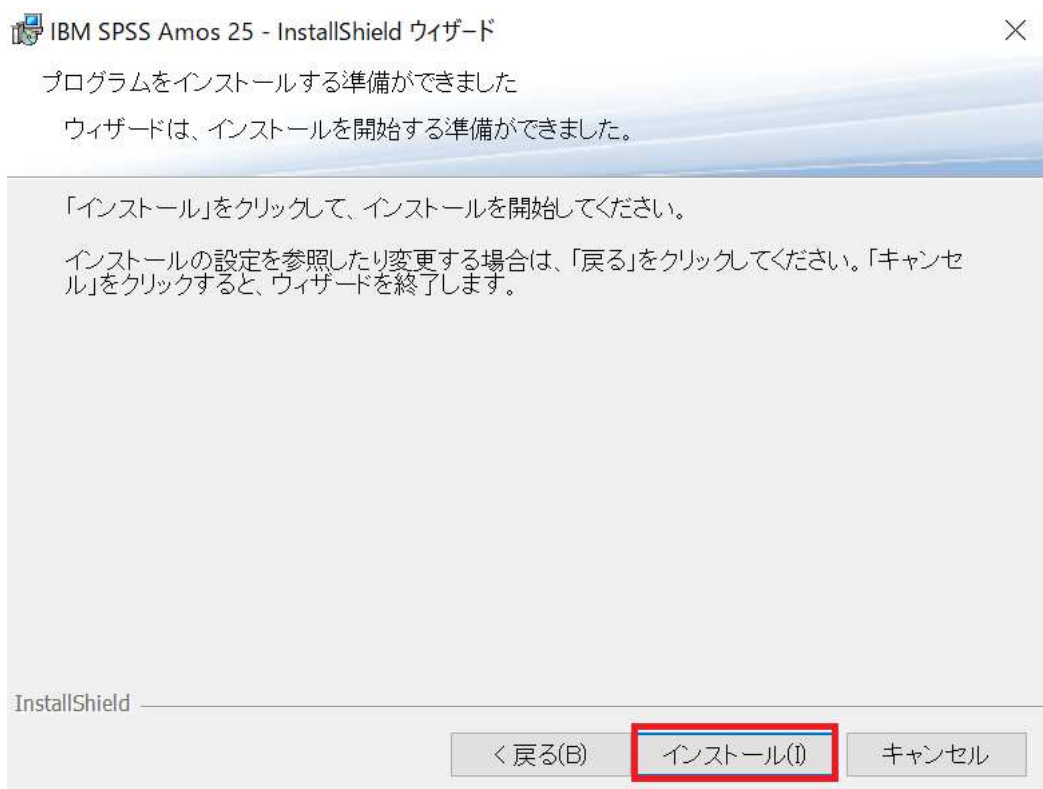 IBM SPSS Amos 25 - InstallShield ウィザード
プログラムをインストールする準備ができました
ウィザードは、インストールを開始する準備ができました。
「インストール」をクリックして、インストールを開始してください。
インストールの設定を参照したり変更する場合は、「戻る」をクリックしてください。「キャンセ
ル」をクリックすると、ウィザードを終了します。
InstallShield
< 戻る(B)
インストール(I)
キャンセル